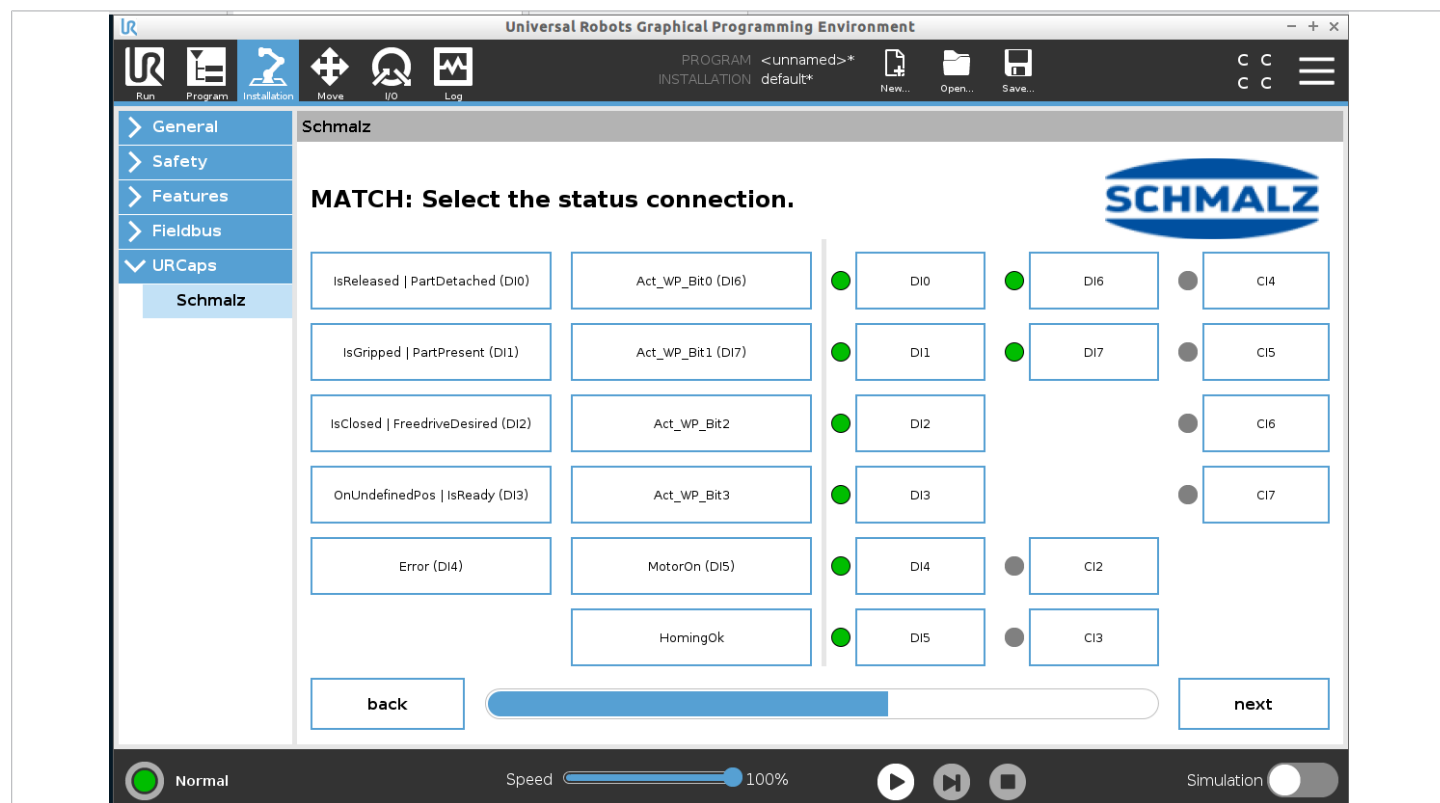 Universal Robots Graphical Programming Environment
Run
Program
Installation
Move
I/O
Log
PROGRAM <unnamed>*
INSTALLATION default*
New...
Open...
Save...
C C
C C
General
Safety
Features
Fieldbus
URCaps
Schmalz
Schmalz
MATCH: Select the status connection.
SCHMALZ
IsReleased | PartDetached (DI0)
Act_WP_Bit0 (DI6)
DI0
DI6
CI4
IsGripped | PartPresent (DI1)
Act_WP_Bit1 (DI7)
DI1
DI7
CI5
IsClosed | FreedriveDesired (DI2)
Act_WP_Bit2
DI2
CI6
OnUndefinedPos | IsReady (DI3)
Act_WP_Bit3
DI3
CI7
Error (DI4)
MotorOn (DI5)
DI4
CI2
HomingOk
DI5
CI3
back
next
Normal
Speed
100%
Simulation